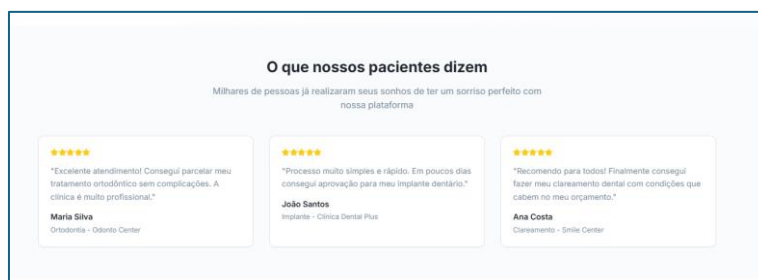 O que nossos pacientes dizem
Milhares de pessoas já realizaram seus sonhos de ter um sorriso perfeito com
nossa plataforma
"Excelente atendimento! Consegui parcelar meu
tratamento ortodôntico sem complicações. A
clínica é muito profissional."
Maria Silva
Ortodontia - Odonto Center
"Processo muito simples e rápido. Em poucos dias
consegui aprovação para meu implante dentário."
João Santos
Implante - Clínica Dental Plus
"Recomendo para todos! Finalmente consegui
fazer meu clareamento dental com condições que
cabem no meu orçamento."
Ana Costa
Clareamento - Smile Center